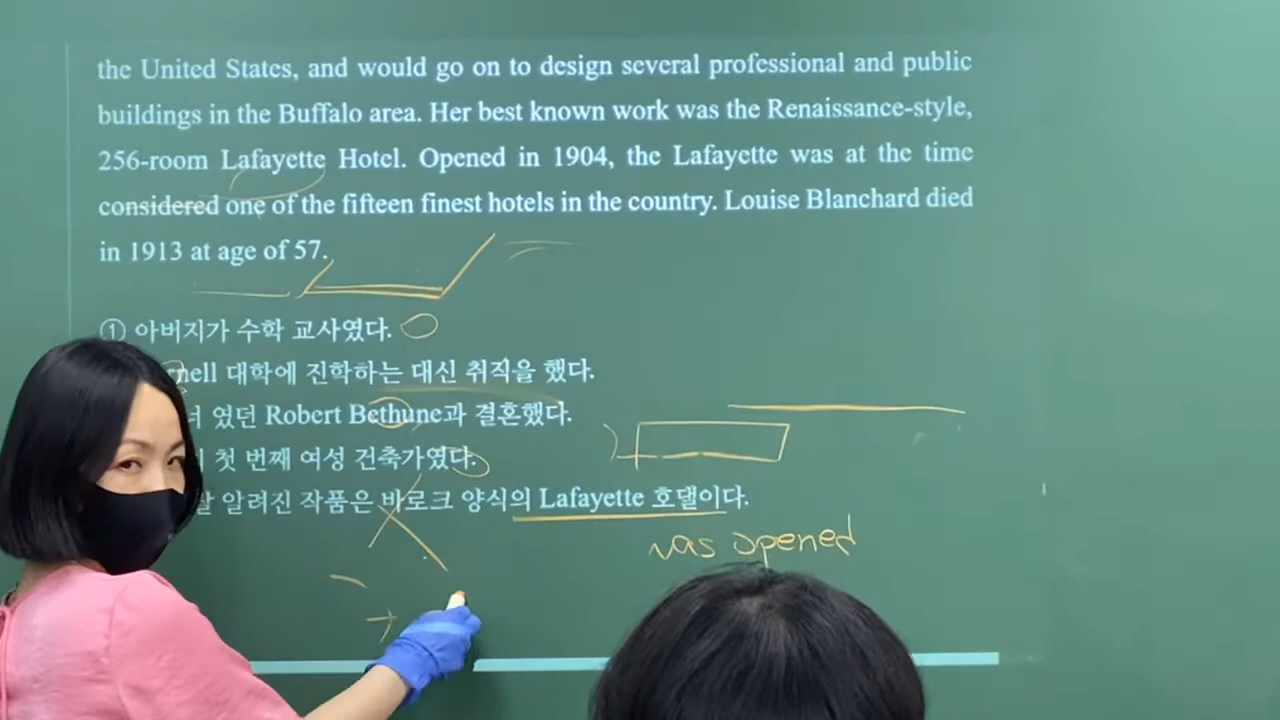 the United States, and would go on to design several professional and public
buildings in the Buffalo area. Her best known work was the Renaissance-style,
256-room Lafayette Hotel. Opened in 1904, the Lafayette was at the time
considered one of the fifteen finest hotels in the country. Louise Blanchard died
in 1913 at age of 57.
① 아버지가 수학 교사였다.
대학에 진학하는 대신 취직을 했다.
였던 Robert Bethune과 결혼했다.
첫 번째 여성 건축가였다.
알려진 작품은 바로크 양식의 Lafayette 호댈이다.
was opened